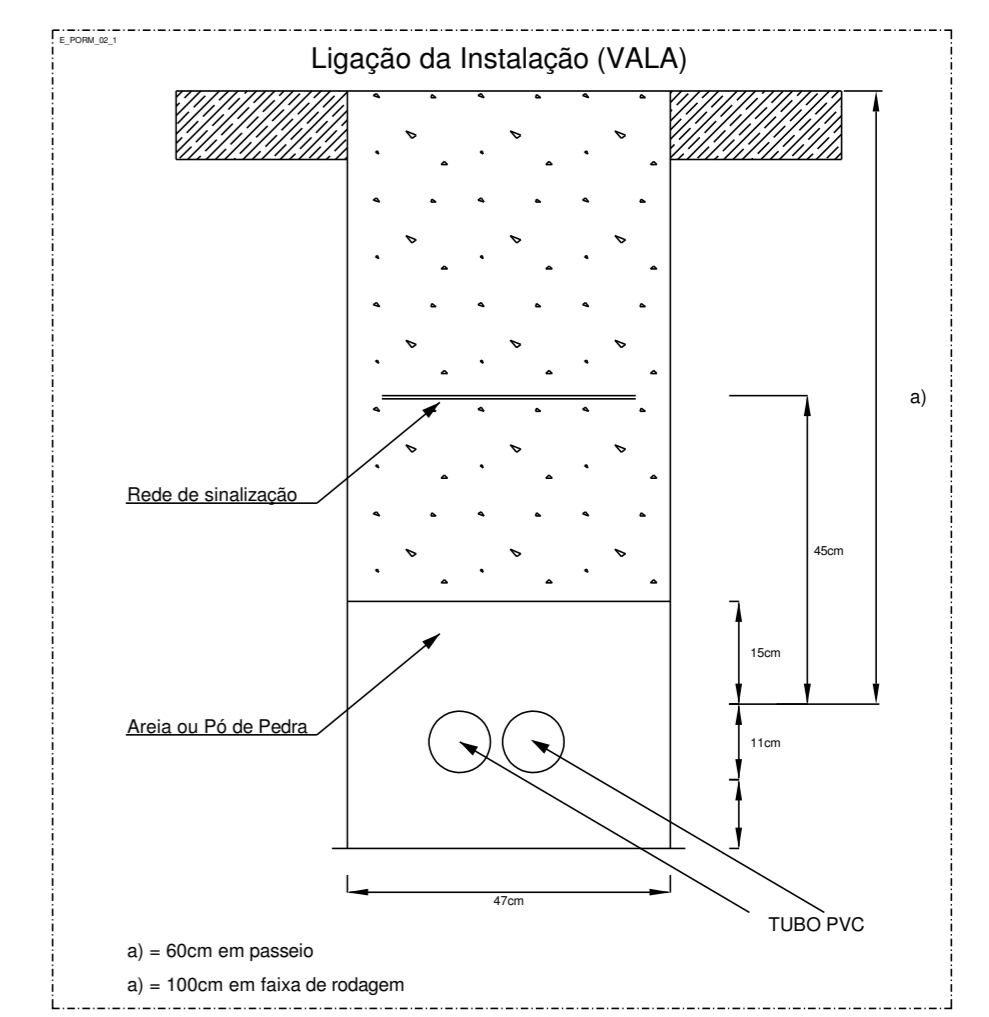 E_PORM_02_1
Ligação da Instalação (VALA)
a)
Rede de sinalização
45cm
15cm
Areia ou Pó de Pedra
11cm
47cm
TUBO PVC
a) = 60cm em passeio
a) = 100cm em faixa de rodagem